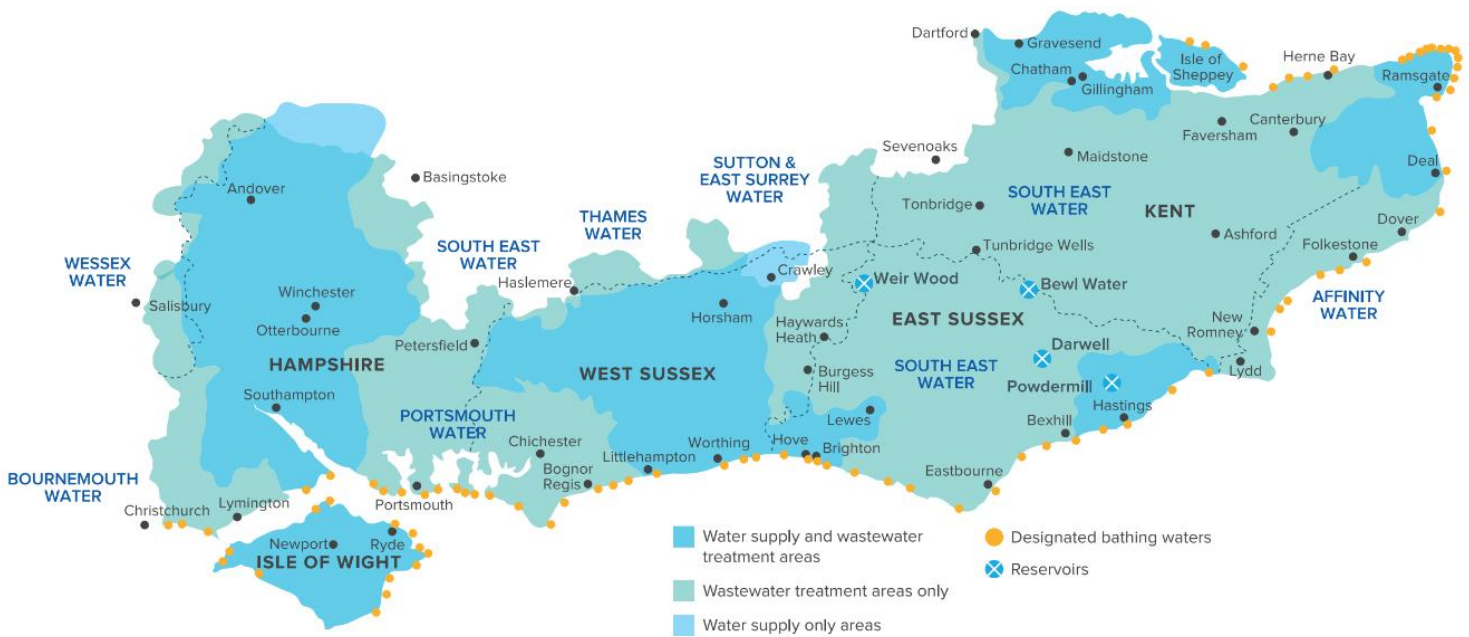 Dartford
Gravesend
Chatham
Gillingham
Isle of
Sheppey
Herne Bay
Ramsgate
Faversham
Canterbury
Sevenoaks
Maidstone
Deal
SUTTON &
EAST SURREY
WATER
Basingstoke
Andover
Tonbridge
SOUTH EAST
WATER
KENT
Dover
THAMES
WATER
Tunbridge Wells
Ashford
Folkestone
SOUTH EAST
WATER
WESSEX
WATER
Haslemere
Crawley
Weir Wood
Bewl Water
AFFINITY
WATER
Salisbury
Winchester
Otterbourne
Horsham
Haywards
Heath
EAST SUSSEX
New
Romney
Petersfield
HAMPSHIRE
WEST SUSSEX
Burgess
Hill
SOUTH EAST
WATER
Darwell
Powdermill
Lydd
Southampton
PORTSMOUTH
WATER
Chichester
Lewes
Hastings
Bexhill
Littlehampton
Worthing
Hove
Brighton
Bognor
Regis
Eastbourne
BOURNEMOUTH
WATER
Christchurch
Lymington
Portsmouth
Newport
Ryde
ISLE OF WIGHT
Water supply and wastewater
treatment areas
Wastewater treatment areas only
Water supply only areas
Designated bathing waters
Reservoirs